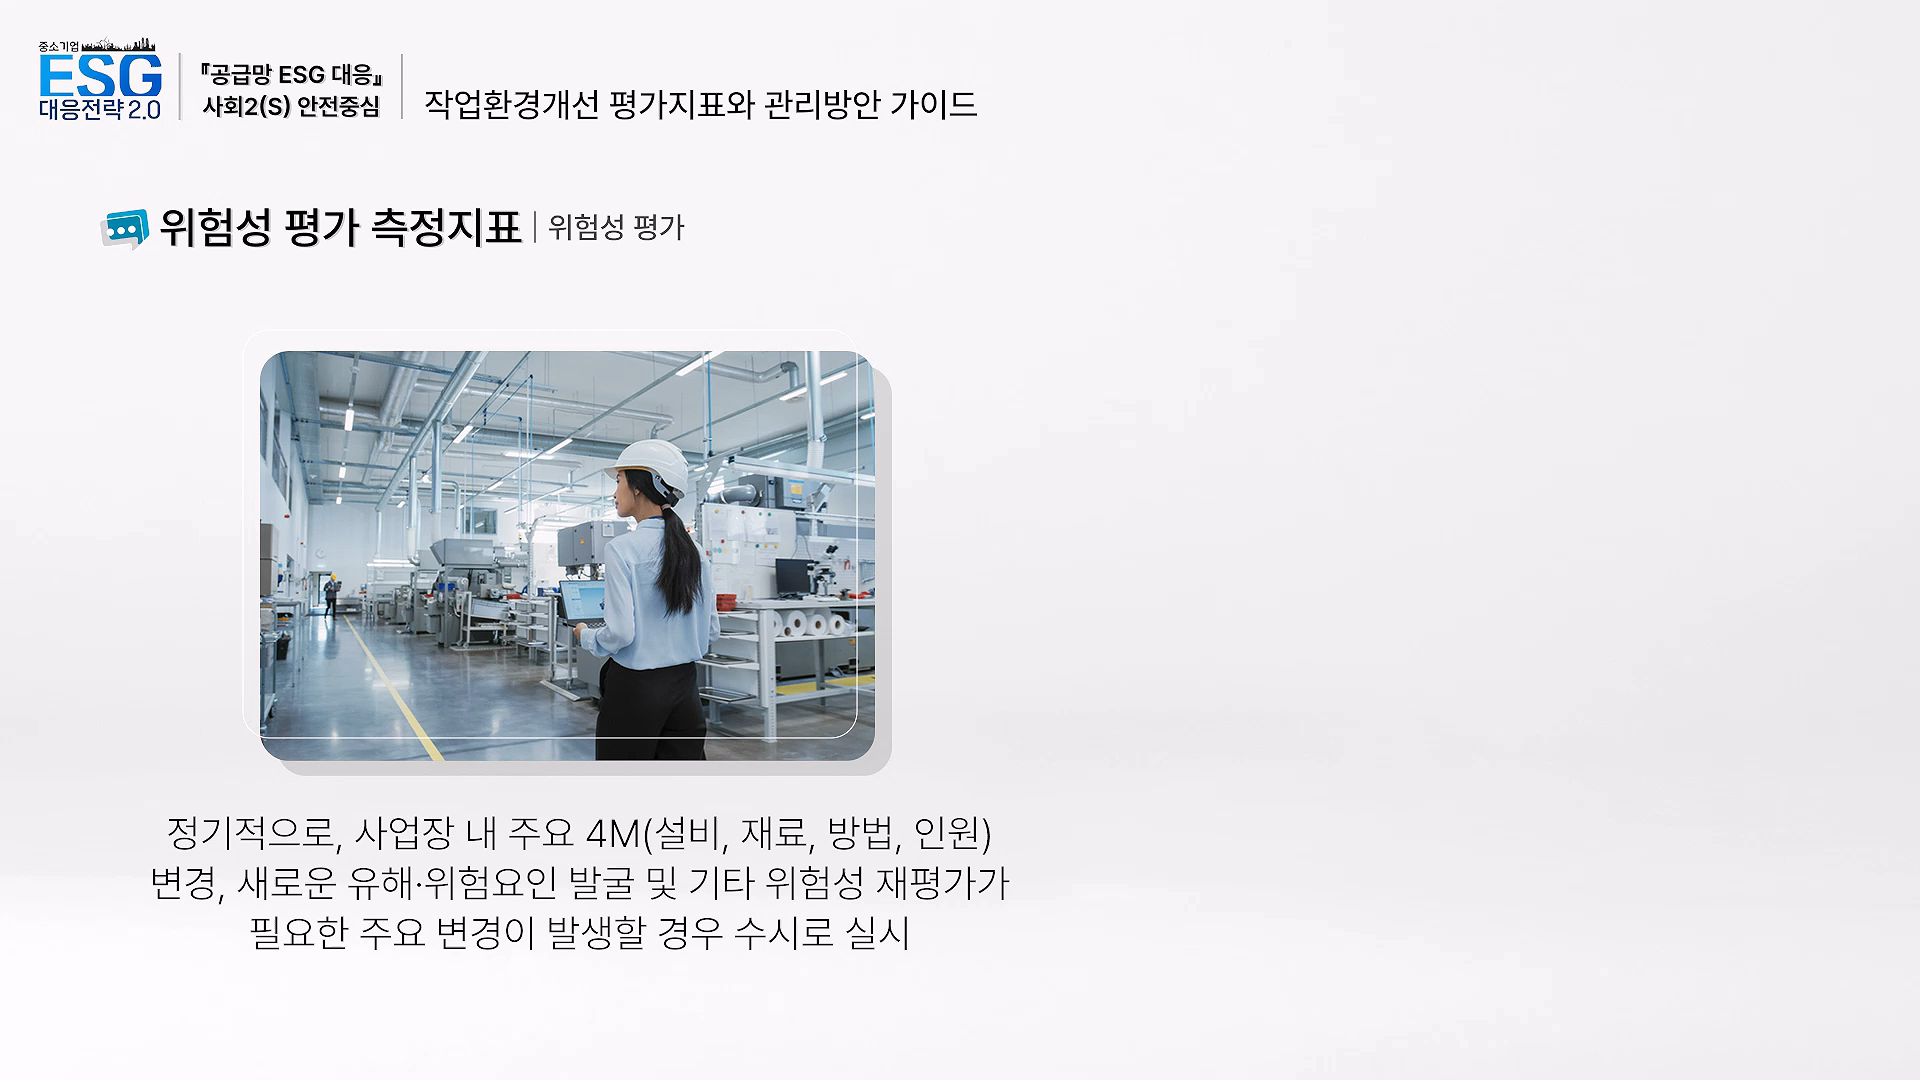 중소기업
ESG
대응전략 2.0
『공급망 ESG 대응』
사회2(S) 안전중심
작업환경개선 평가지표와 관리방안 가이드
위험성 평가 측정지표
위험성 평가
정기적으로, 사업장 내 주요 4M(설비, 재료, 방법, 인원)
변경, 새로운 유해·위험요인 발굴 및 기타 위험성 재평가가
필요한 주요 변경이 발생할 경우 수시로 실시